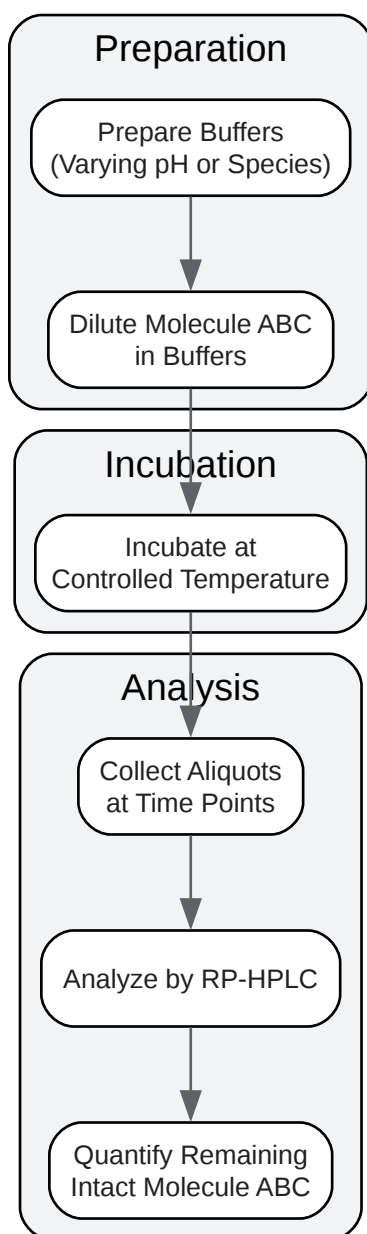 Preparation
Prepare Buffers
(Varying pH or Species)
Dilute Molecule ABC
in Buffers
Incubation
Incubate at
Controlled Temperature
Analysis
Collect Aliquots
at Time Points
Analyze by RP-HPLC
Quantify Remaining
Intact Molecule ABC